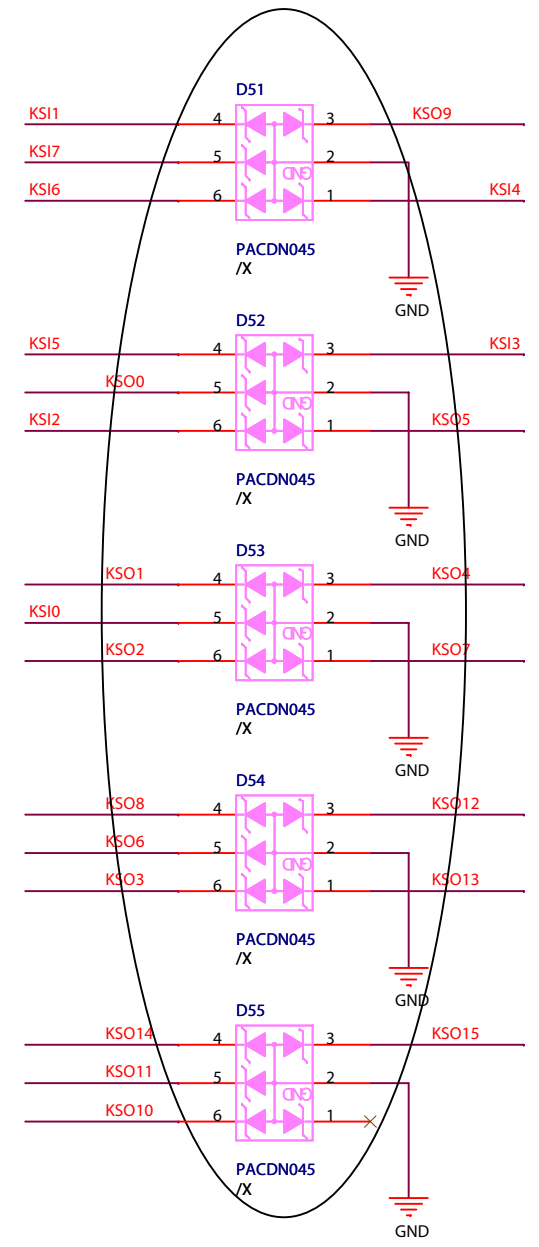 D51
KSI1 4 3 KSO9
KSI7 5 2
GND
KSI6 6 1 KSI4
PACDN045
/X
GND
D52
KSI5 4 3 KSI3
KSO0 5 2
GND
KSI2 6 1 KSO5
PACDN045
/X
GND
D53
KSO1 4 3 KSO4
KSI0 5 2
GND
KSO2 6 1 KSO7
PACDN045
/X
GND
D54
KSO8 4 3 KSO12
KSO6 5 2
GND
KSO3 6 1 KSO13
PACDN045
/X
GND
D55
KSO14 4 3 KSO15
KSO11 5 2
GND
KSO10 6 1
PACDN045
/X
GND